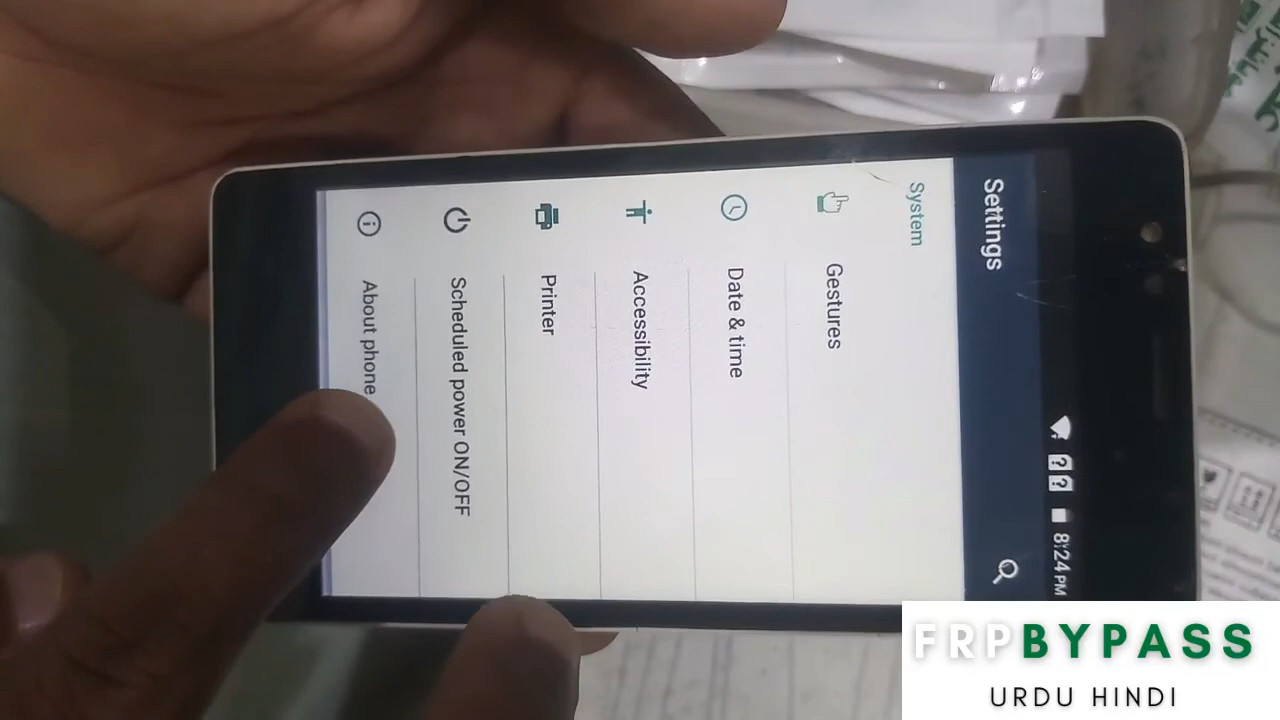 8:24 PM
Settings
System
Gestures
Date & time
Accessibility
Printer
Scheduled power ON/OFF
About phone
FRPBYPASS
URDU HINDI